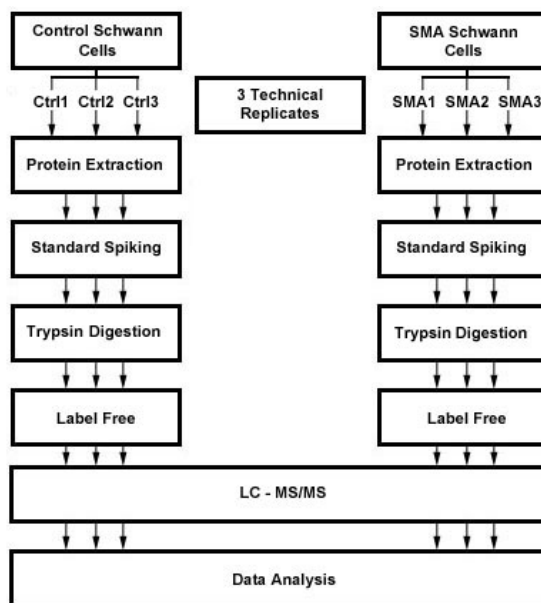 Control Schwann
Cells
SMA Schwann
Cells
Ctrl1 Ctrl2 Ctrl3
3 Technical
Replicates
SMA1 SMA2 SMA3
Protein Extraction
Protein Extraction
Standard Spiking
Standard Spiking
Trypsin Digestion
Trypsin Digestion
Label Free
Label Free
LC - MS/MS
Data Analysis